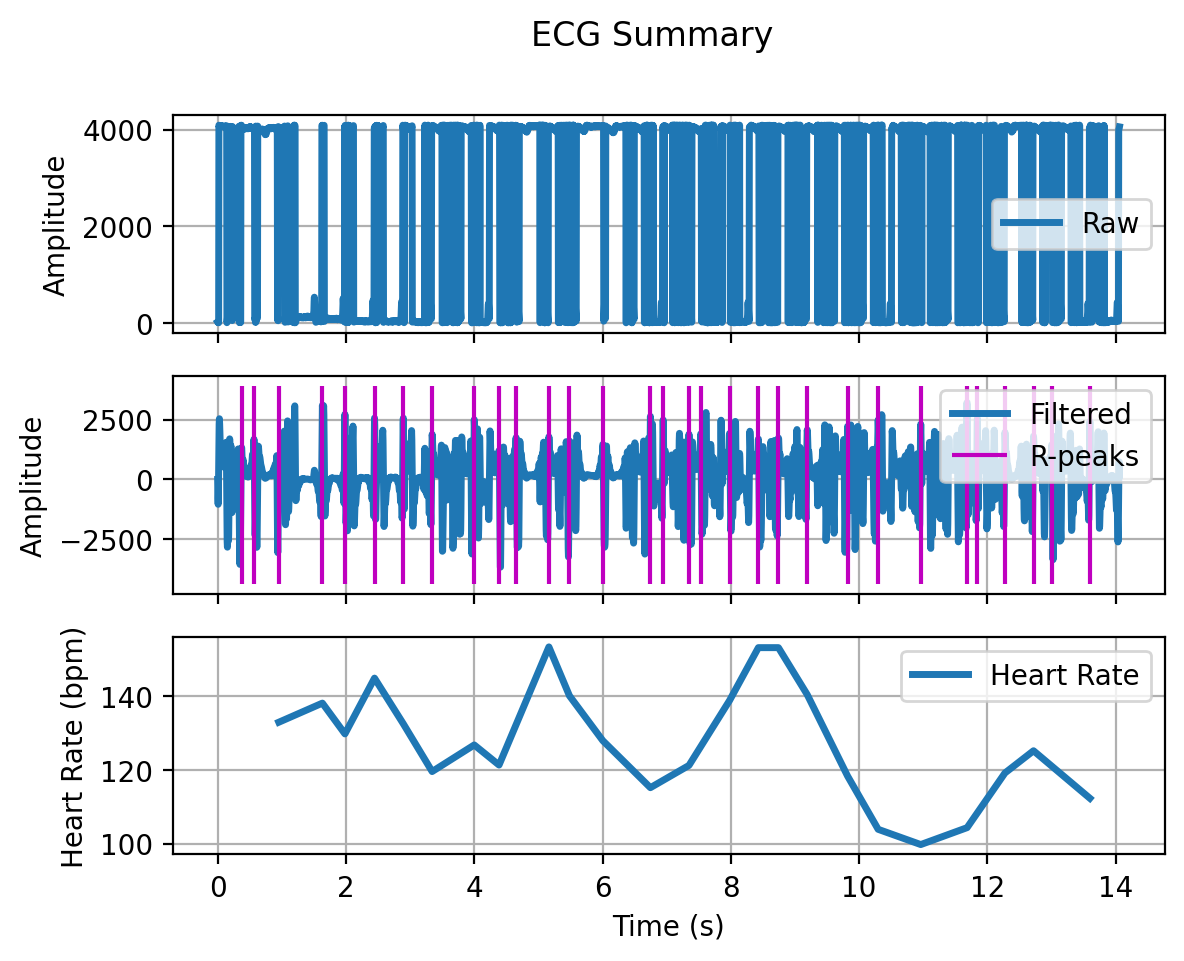 ECG Summary
4000
2000
0
Amplitude
Raw
2500
0
−2500
Amplitude
Filtered
R-peaks
140
120
100
Heart Rate (bpm)
Heart Rate
0 2 4 6 8 10 12 14
Time (s)